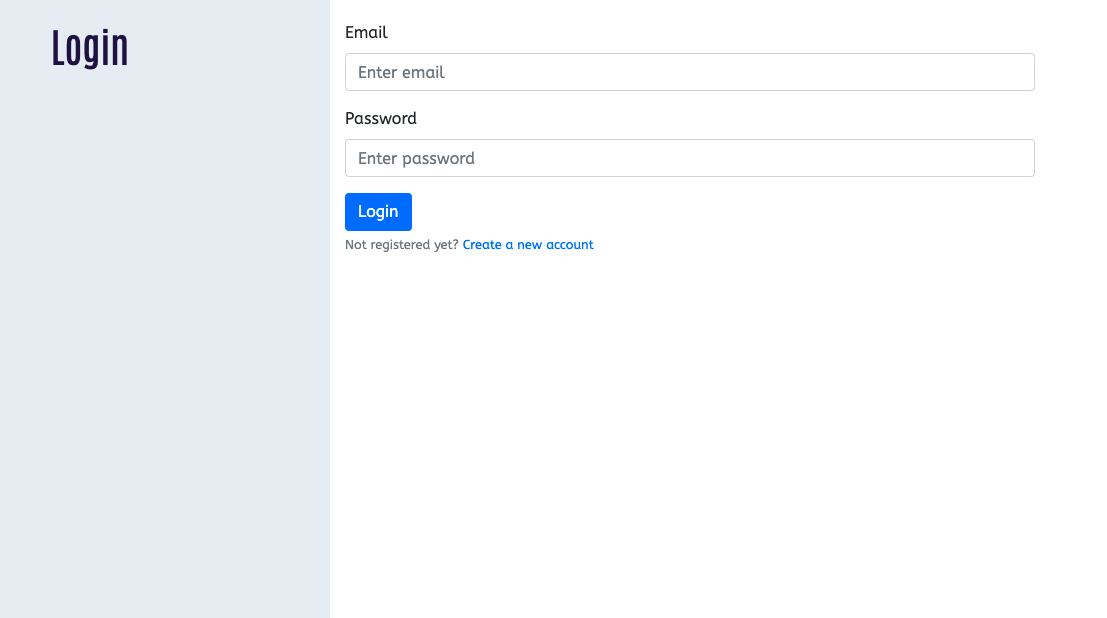 Login
Email
Enter email
Password
Enter password
Login
Not registered yet? Create a new account